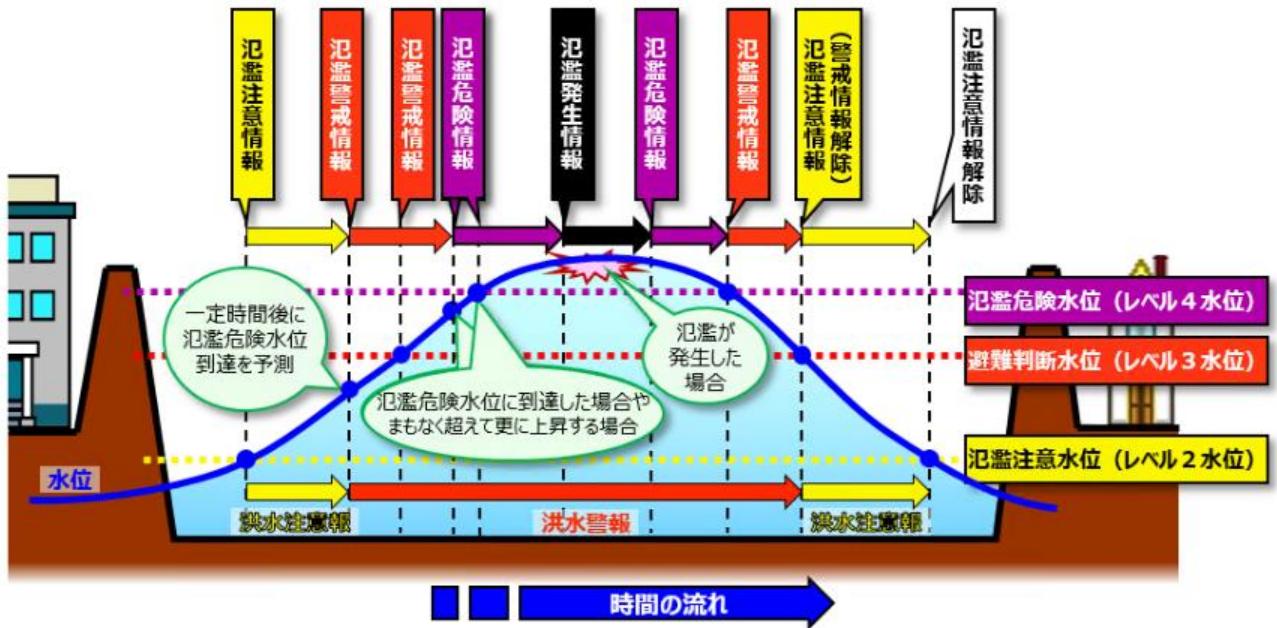 氾濫注意情報
氾濫警戒情報
氾濫警戒情報
氾濫危険情報
氾濫発生情報
氾濫危険情報
氾濫警戒情報
（警戒情報解除）
氾濫注意情報
氾濫注意情報解除
一定時間後に
氾濫危険水位
到達を予測
氾濫危険水位に到達した場合や
まもなく超えて更に上昇する場合
氾濫が
発生した
場合
氾濫危険水位（レベル４水位）
避難判断水位（レベル３水位）
氾濫注意水位（レベル２水位）
水位
洪水注意報
洪水警報
洪水注意報
時間の流れ